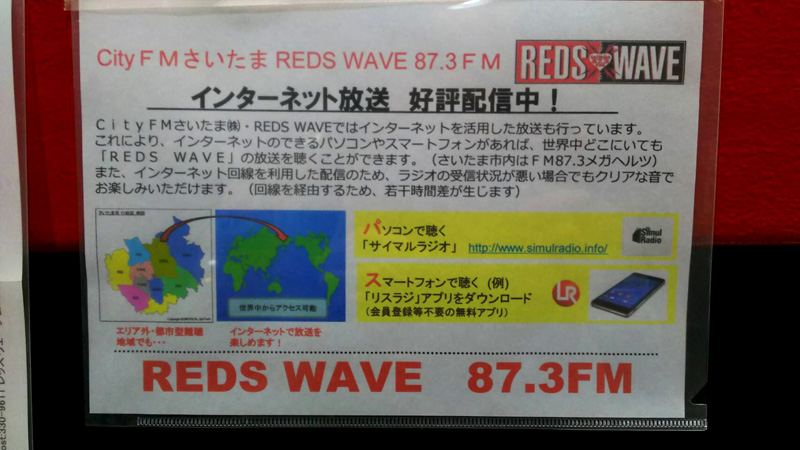 CityFMさいたま REDS WAVE 87.3FM
REDS WAVE
インターネット放送 好評配信中!
CityFMさいたま㈱・REDS WAVEではインターネットを活用した放送も行っています。
これにより、インターネットのできるパソコンやスマートフォンがあれば、世界中どこにいても
「REDS WAVE」の放送を聴くことができます。(さいたま市内はFM87.3メガヘルツ)
また、インターネット回線を利用した配信のため、ラジオの受信状況が悪い場合でもクリアな音で
お楽しみいただけます。(回線を経由するため、若干時間差が生じます)
世界中からアクセス可能
エリア外・都市型難聴
地域でも・・・
インターネットで放送を
楽しめます!
パソコンで聴く
「サイマルラジオ」 http://www.simulradio.info/
Simul
Radio
スマートフォンで聴く (例)
「リスラジ」アプリをダウンロード
(会員登録等不要の無料アプリ)
LR
REDS WAVE 87.3FM